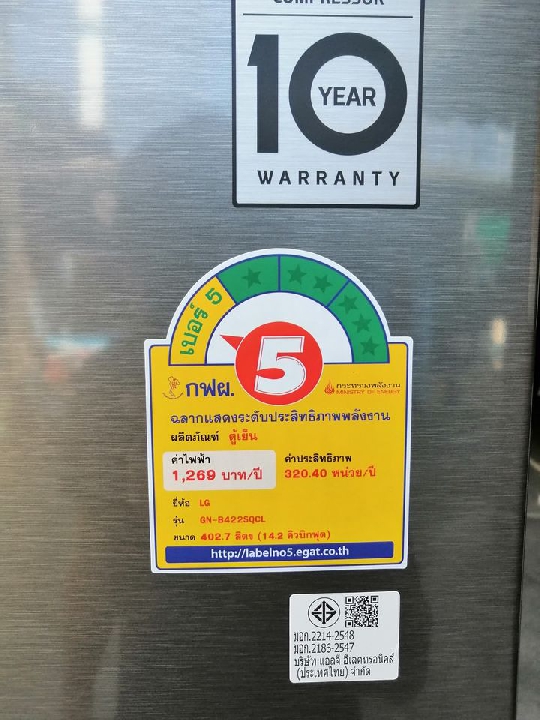 COMPRESSOR
10
YEAR
WARRANTY
เบอร์ 5
5
กฟผ.
กระทรวงพลังงาน
MINISTRY OF ENERGY
ฉลากแสดงระดับประสิทธิภาพพลังงาน
ผลิตภัณฑ์ ตู้เย็น
ค่าไฟฟ้า ค่าประสิทธิภาพ
1,269 บาท/ปี 320.40 หน่วย/ปี
ยี่ห้อ LG
รุ่น GN-B422SQCL
ขนาด 402.7 ลิตร (14.2 คิวบิกฟุต)
http://labelno5.egat.co.th
มอก.2214-2548
มอก.2186-2547
บริษัท แอลจี อีเลคทรอนิคส์
(ประเทศไทย) จำกัด